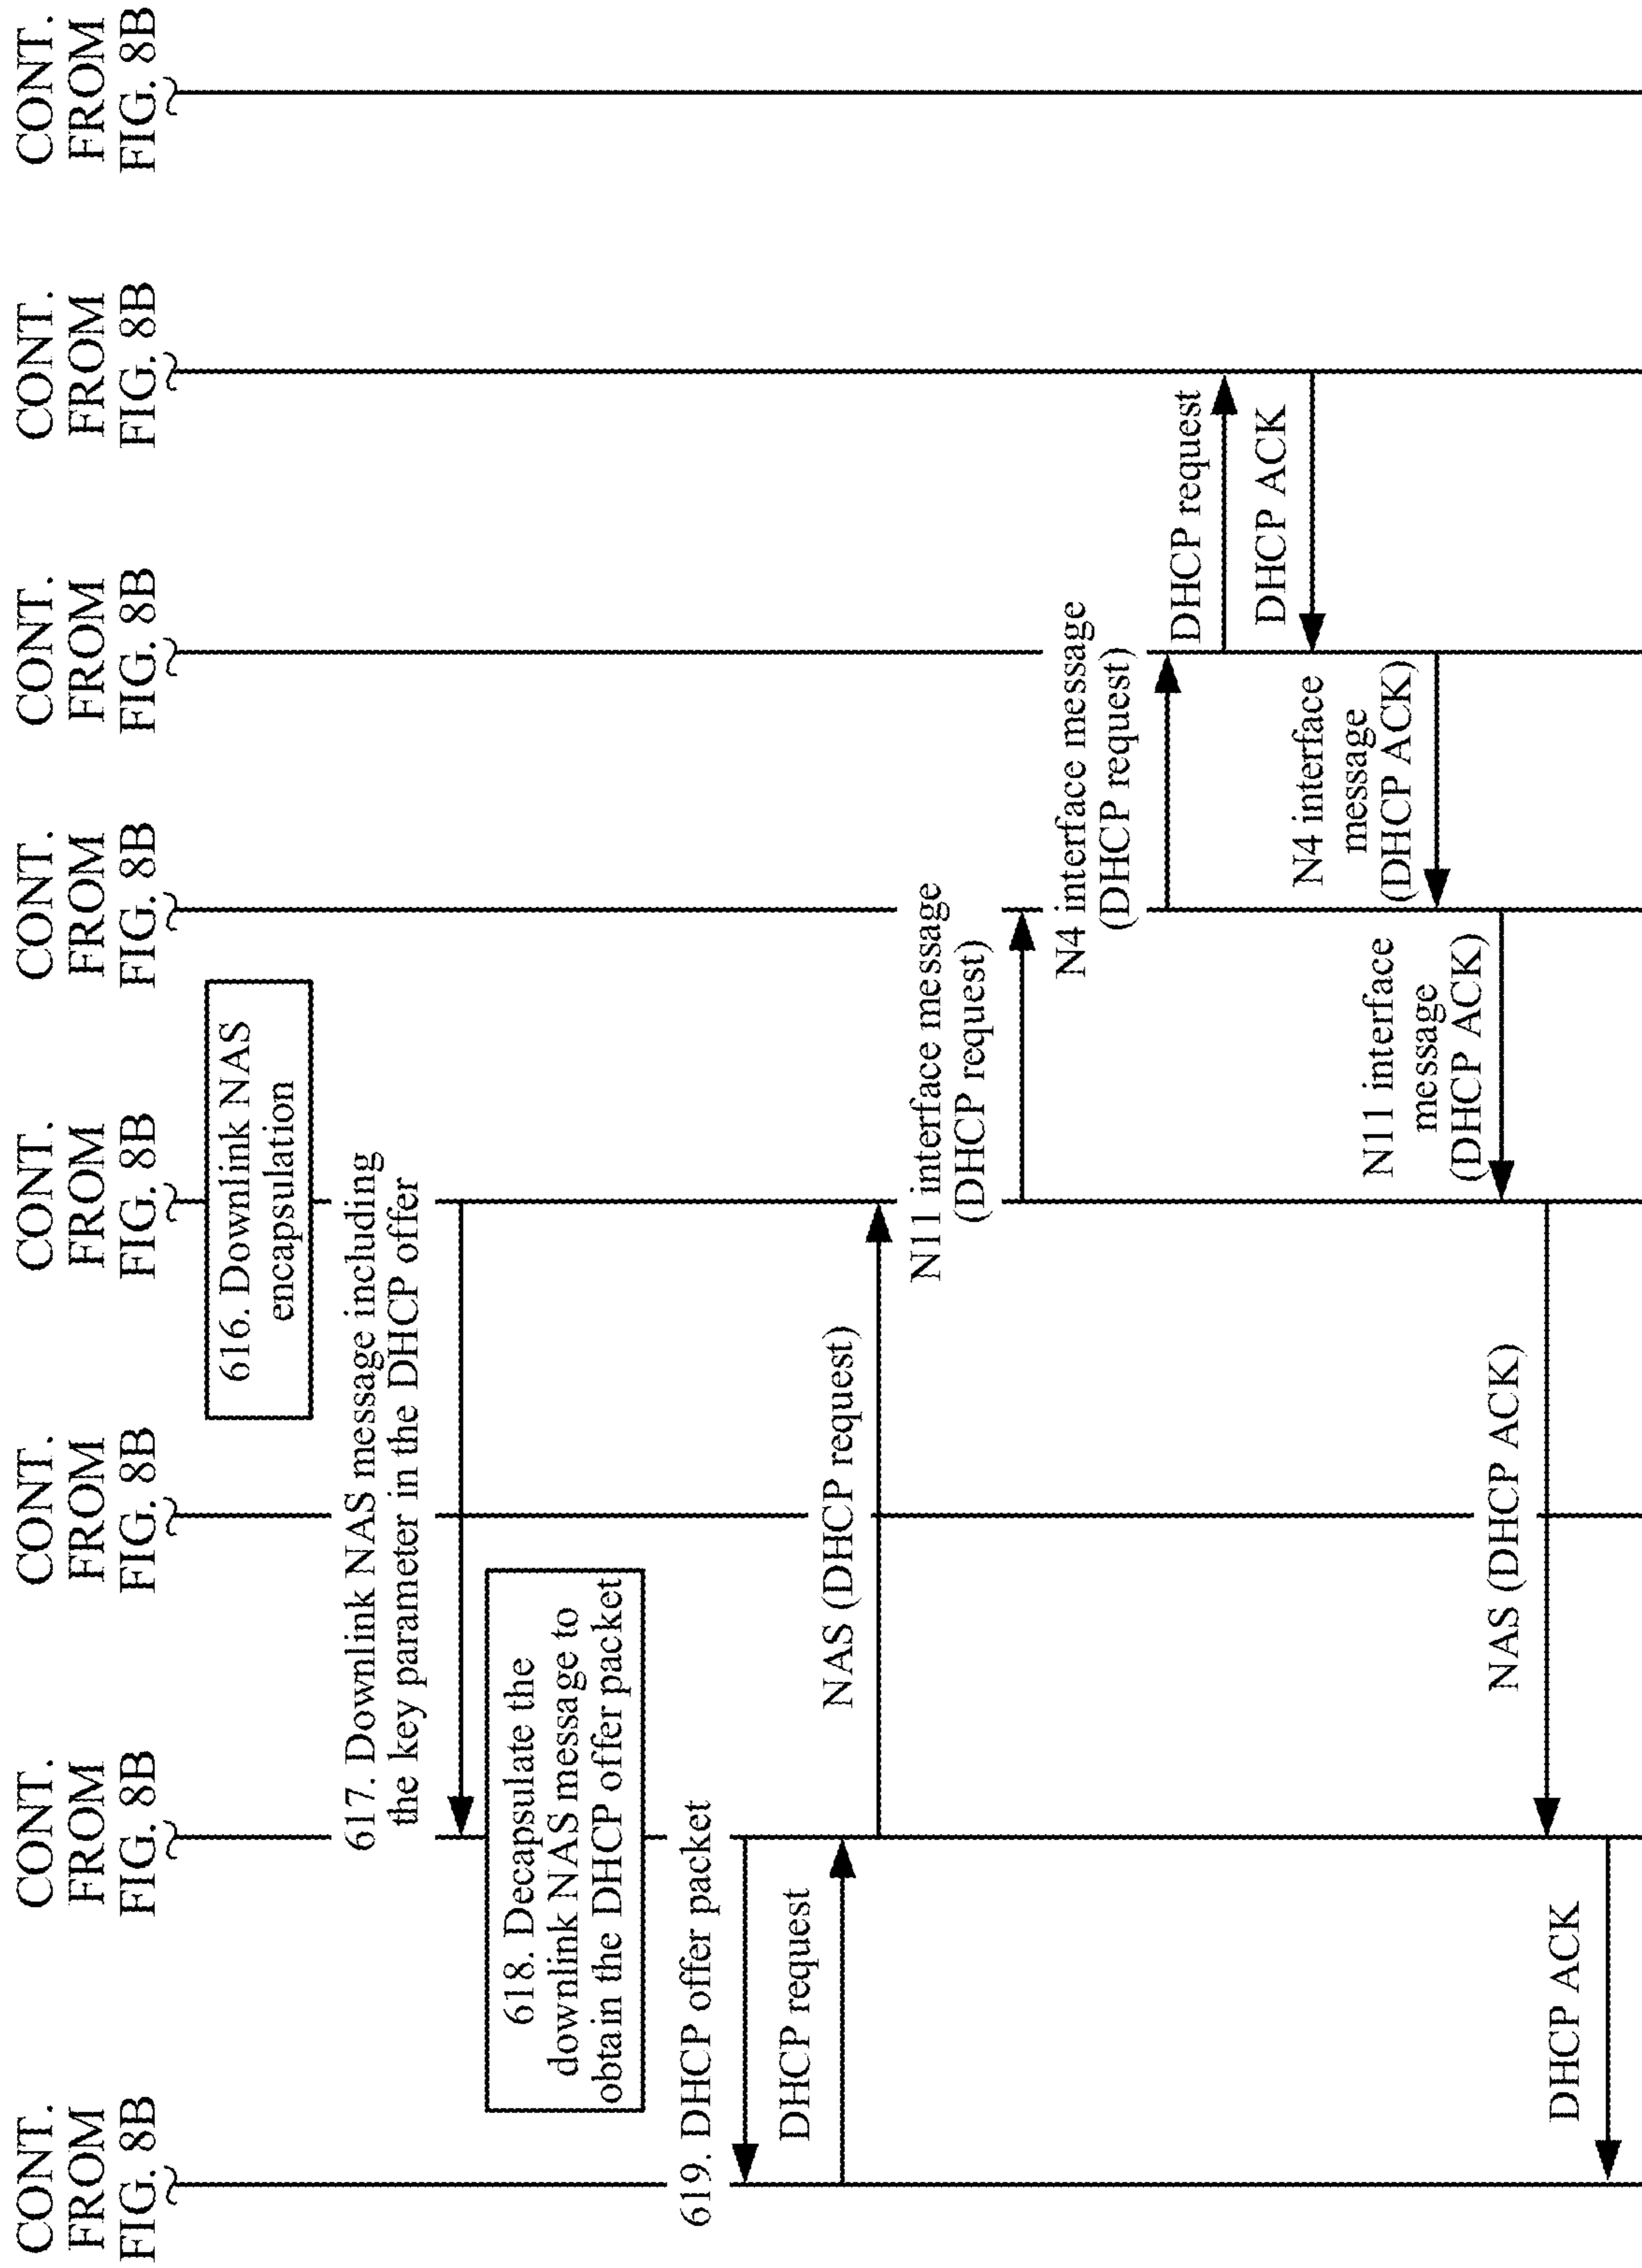 CONT.
FROM
FIG. 8B
CONT.
FROM
FIG. 8B
CONT.
FROM
FIG. 8B
CONT.
FROM
FIG. 8B
CONT.
FROM
FIG. 8B
CONT.
FROM
FIG. 8B
CONT.
FROM
FIG. 8B
CONT.
FROM
FIG. 8B
616. Downlink NAS
encapsulation
617. Downlink NAS message including
the key parameter in the DHCP offer
618. Decapsulate the
downlink NAS message to
obtain the DHCP offer packet
619. DHCP offer packet
DHCP request
NAS (DHCP request)
N11 interface message
(DHCP request)
N4 interface message
(DHCP request)
DHCP request
DHCP ACK
N4 interface
message
(DHCP ACK)
N11 interface
message
(DHCP ACK)
NAS (DHCP ACK)
DHCP ACK